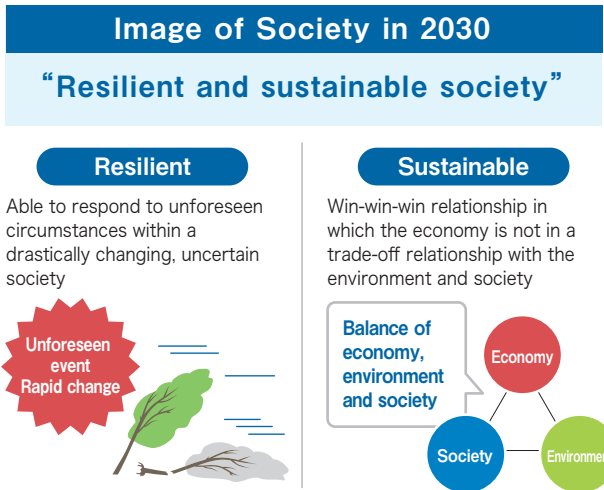 Image of Society in 2030
“Resilient and sustainable society”
Resilient
Able to respond to unforeseen
circumstances within a
drastically changing, uncertain
society
Unforeseen
event
Rapid change
Sustainable
Win-win-win relationship in
which the economy is not in a
trade-off relationship with the
environment and society
Balance of
economy,
environment
and society
Economy
Society
Environmen